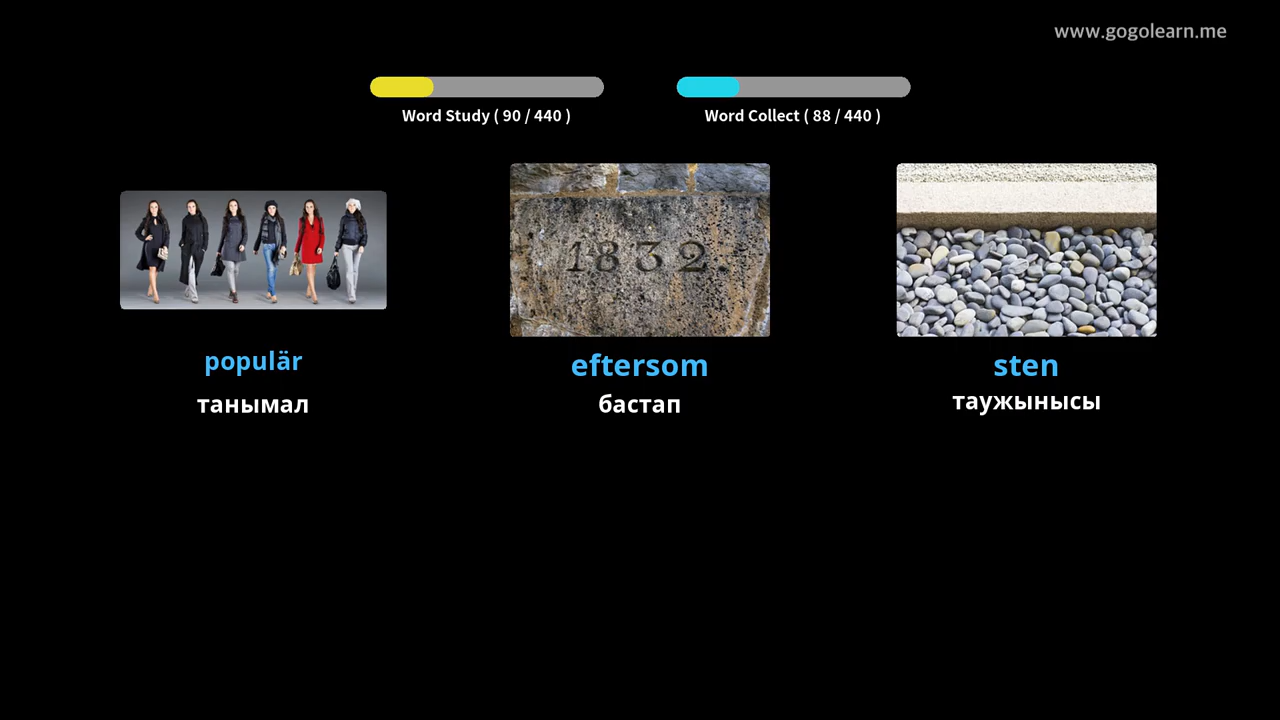 www.gogolearn.me
Word Study ( 90 / 440 )
Word Collect ( 88 / 440 )
1832.
populär
eftersom
sten
танымал
бастап
таужынысы